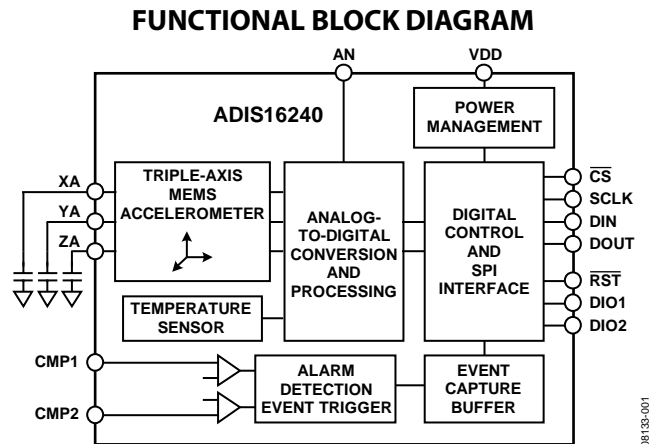 FUNCTIONAL BLOCK DIAGRAM
AN
VDD
ADIS16240
POWER
MANAGEMENT
XA
YA
ZA
TRIPLE-AXIS
MEMS
ACCELEROMETER
ANALOG-
TO-DIGITAL
CONVERSION
AND
PROCESSING
DIGITAL
CONTROL
AND
SPI
INTERFACE
CS
SCLK
DIN
DOUT
RST
DIO1
DIO2
TEMPERATURE
SENSOR
CMP1
CMP2
ALARM
DETECTION
EVENT TRIGGER
EVENT
CAPTURE
BUFFER
08133-001